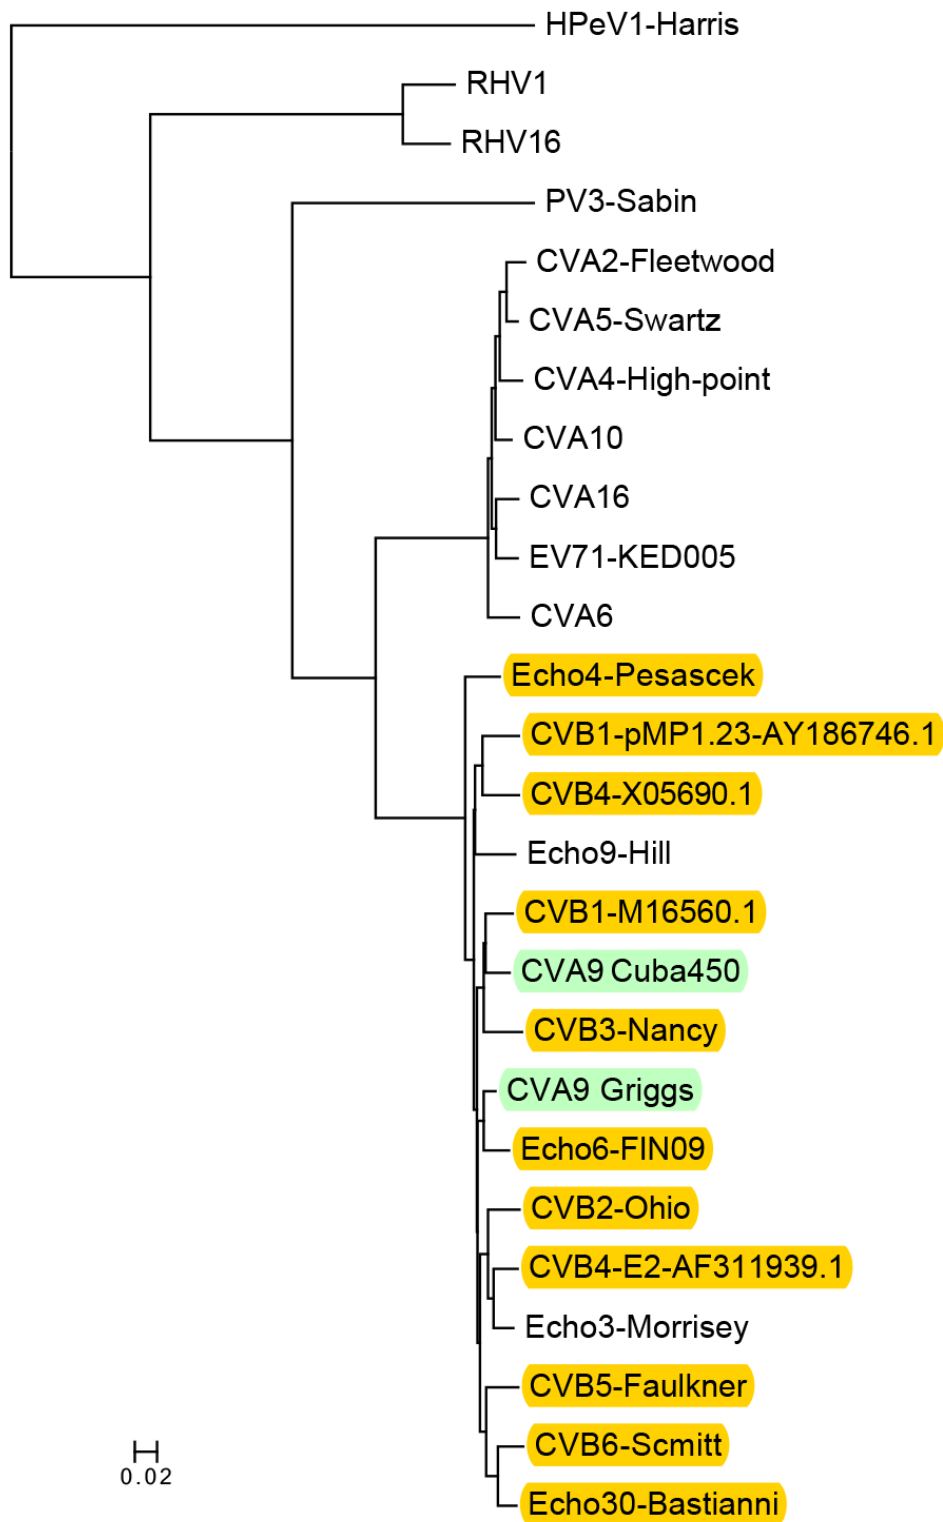 HPeV1-Harris
RHV1
RHV16
PV3-Sabin
CVA2-Fleetwood
CVA5-Swartz
CVA4-High-point
CVA10
CVA16
EV71-KED005
CVA6
Echo4-Pesascek
CVB1-pMP1.23-AY186746.1
CVB4-X05690.1
Echo9-Hill
CVB1-M16560.1
CVA9 Cuba450
CVB3-Nancy
CVA9 Griggs
Echo6-FIN09
CVB2-Ohio
CVB4-E2-AF311939.1
Echo3-Morrisey
CVB5-Faulkner
CVB6-Scmitt
0.02
Echo30-Bastianni